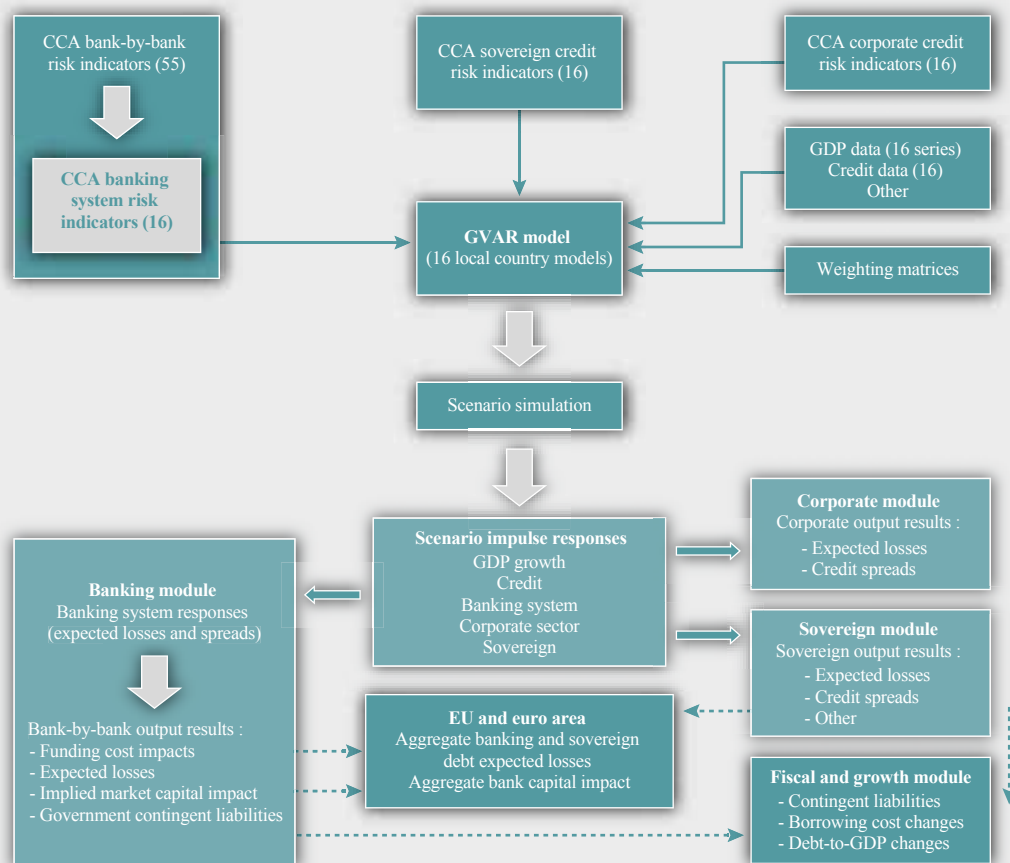 CCA bank-by-bank
risk indicators (55)
CCA banking
system risk
indicators (16)
CCA sovereign credit
risk indicators (16)
CCA corporate credit
risk indicators (16)
GDP data (16 series)
Credit data (16)
Other
GVAR model
(16 local country models)
Weighting matrices
Scenario simulation
Scenario impulse responses
GDP growth
Credit
Banking system
Corporate sector
Sovereign
Corporate module
Corporate output results :
- Expected losses
- Credit spreads
Banking module
Banking system responses
(expected losses and spreads)
Bank-by-bank output results :
- Funding cost impacts
- Expected losses
- Implied market capital impact
- Government contingent liabilities
Sovereign module
Sovereign output results :
- Expected losses
- Credit spreads
- Other
EU and euro area
Aggregate banking and sovereign
debt expected losses
Aggregate bank capital impact
Fiscal and growth module
- Contingent liabilities
- Borrowing cost changes
- Debt-to-GDP changes